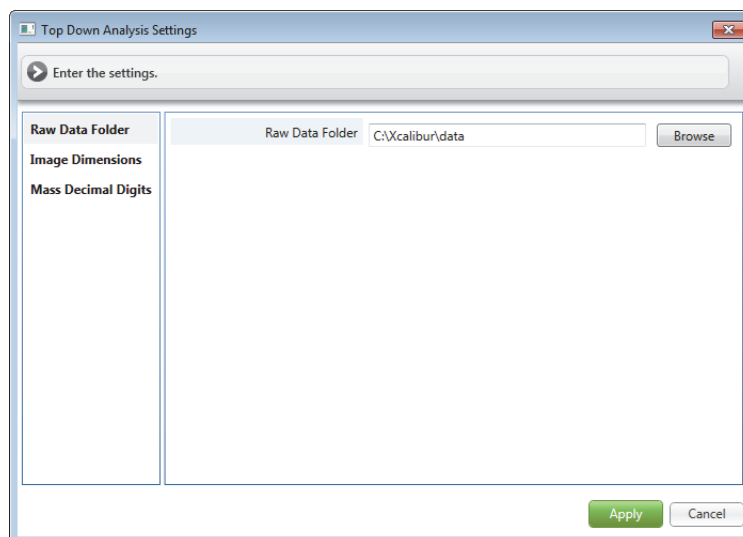 Top Down Analysis Settings
Enter the settings.
Raw Data Folder
Image Dimensions
Mass Decimal Digits
Raw Data Folder C:\Xcalibur\data Browse
Apply Cancel